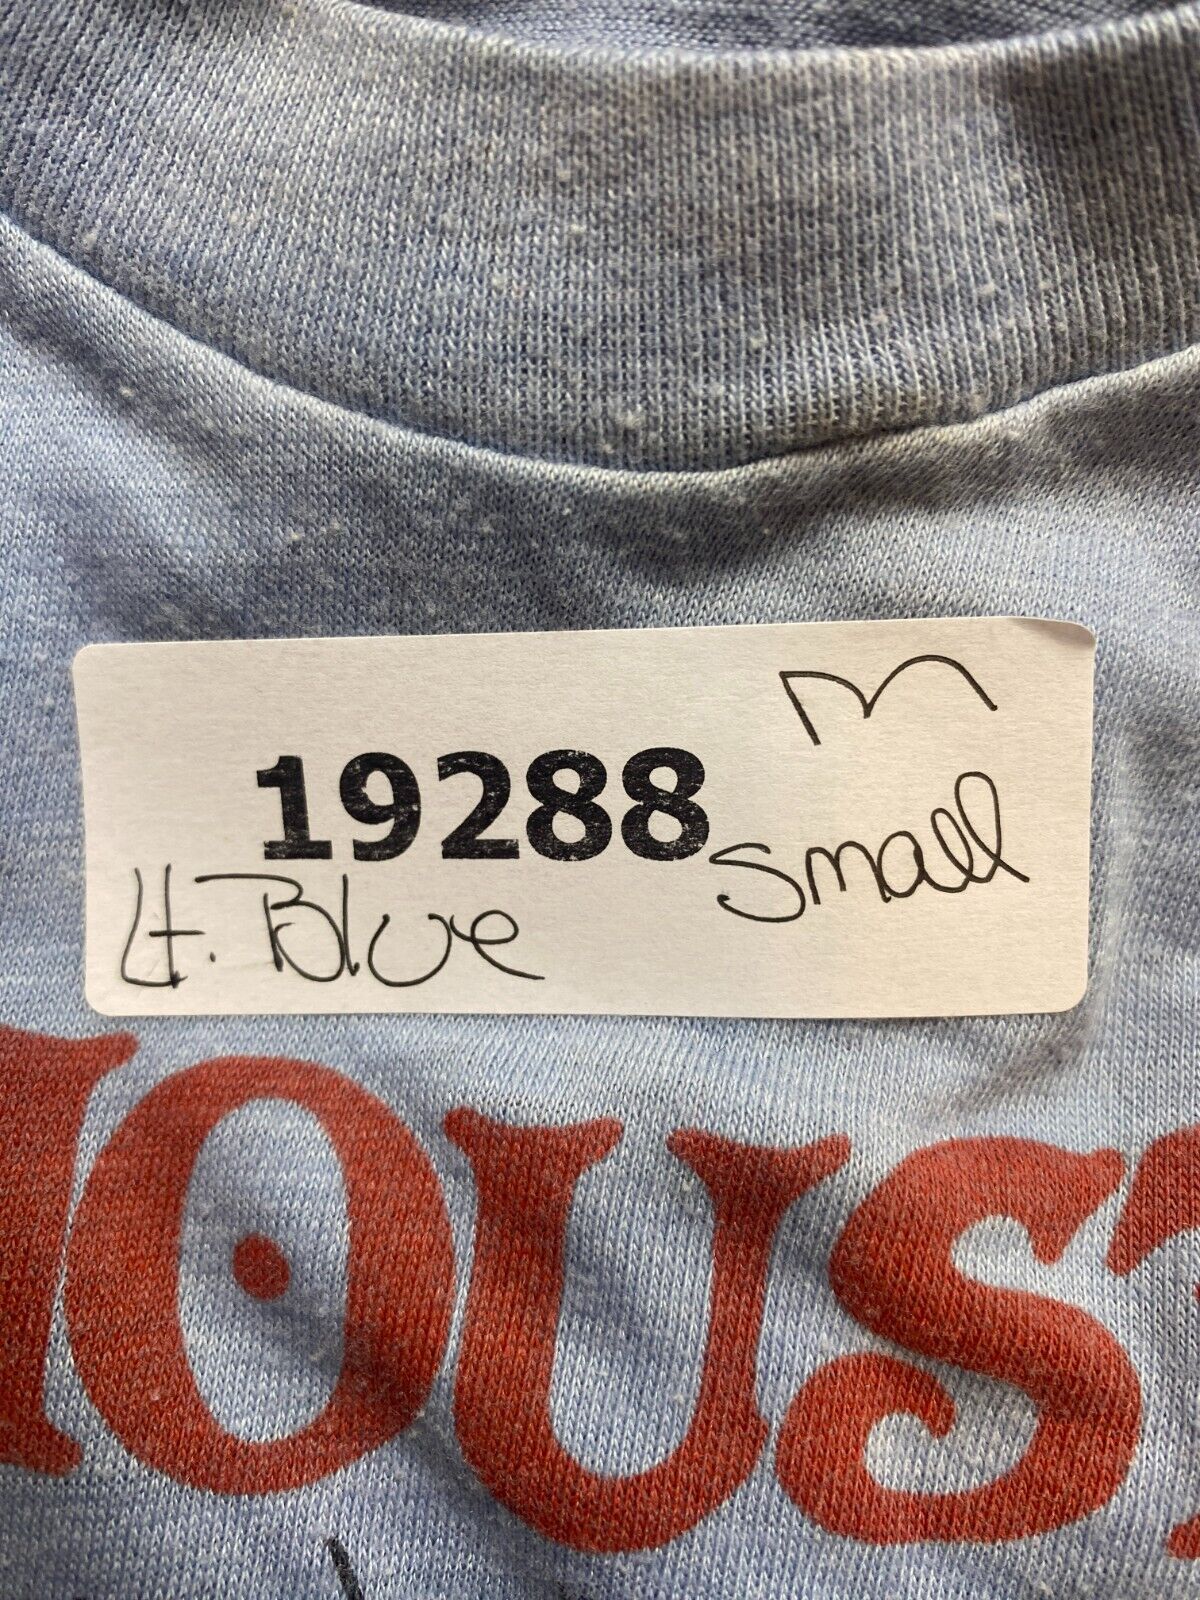 M
19288
small
Lt. Blue
OUS